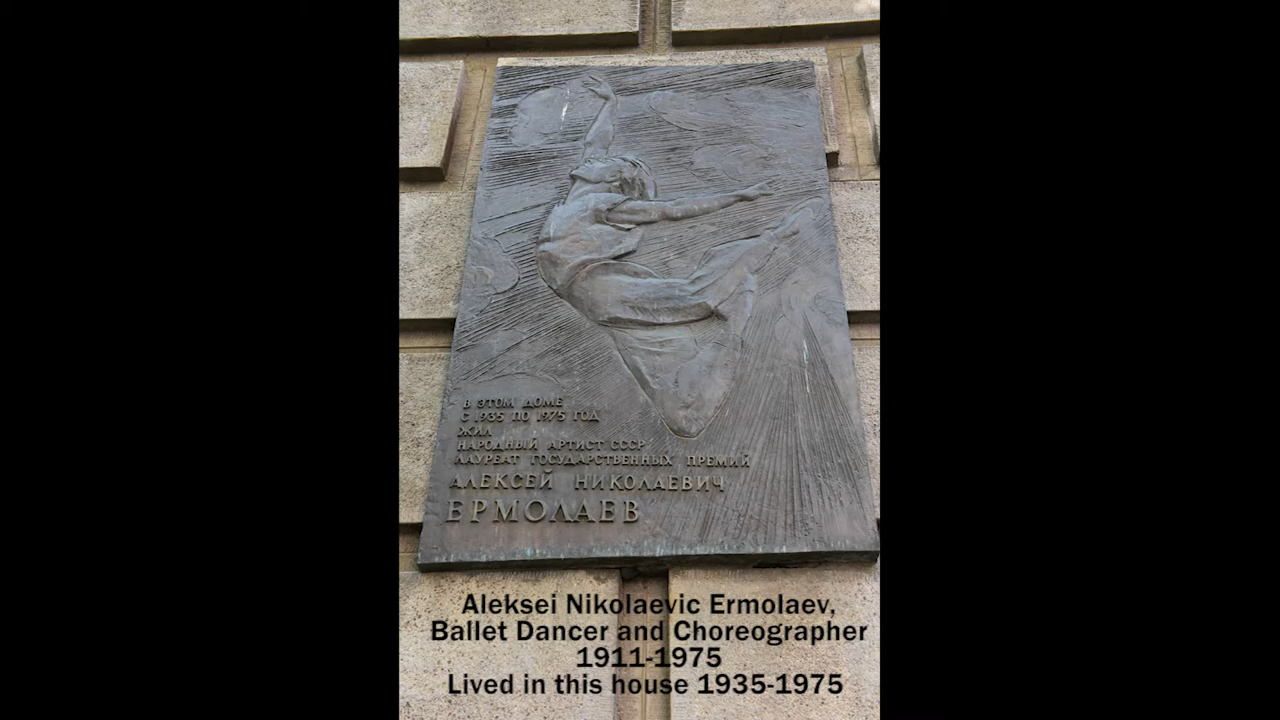 В ЭТОМ ДОМЕ
С 1935 ПО 1975 ГОД
ЖИЛ
НАРОДНЫЙ АРТИСТ СССР
ЛАУРЕАТ ГОСУДАРСТВЕННЫХ ПРЕМИЙ
АЛЕКСЕЙ НИКОЛАЕВИЧ
ЕРМОЛАЕВ
Aleksei Nikolaevic Ermolaev,
Ballet Dancer and Choreographer
1911-1975
Lived in this house 1935-1975